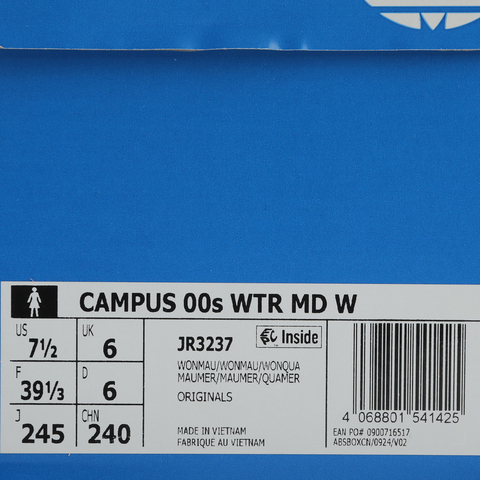 CAMPUS 00s WTR MD W
US UK
7½ 6
F D
39⅓ 6
J CHN
245 240
JR3237
Inside
WONMAU/WONMAU/WONQUA
MAUMER/MAUMER/QUAMER
ORIGINALS
MADE IN VIETNAM
FABRIQUE AU VIETNAM
4 068801 541425
EAN PO# 0900716517
ABSBOXCN/0924/V02